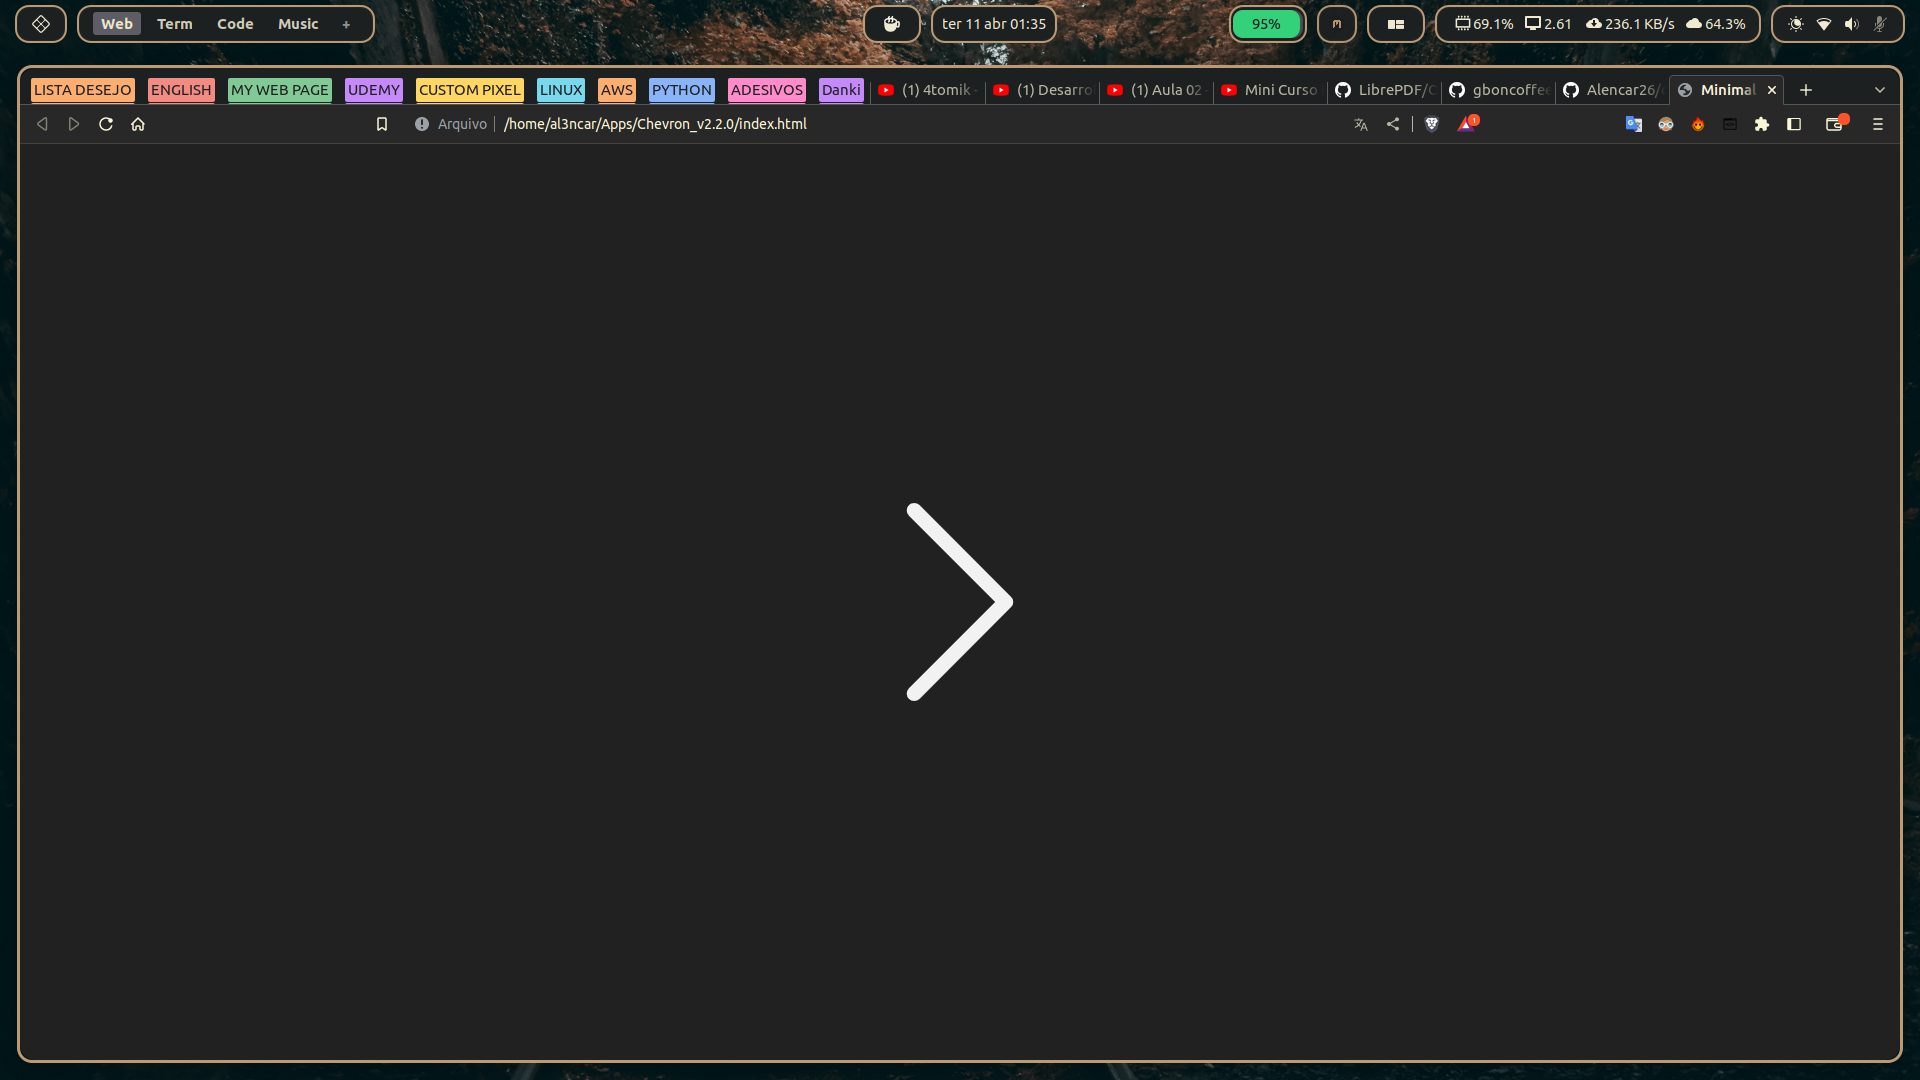 Web Term Code Music +
ter 11 abr 01:35
95%
69.1% 2.61 236.1 KB/s 64.3%
LISTA DESEJO ENGLISH MY WEB PAGE UDEMY CUSTOM PIXEL LINUX AWS PYTHON ADESIVOS Danki (1) 4tomik (1) Desarro (1) Aula 02 Mini Curso LibrePDF/ gboncoffee Alencar26/ Minimal
Arquivo /home/al3ncar/Apps/Chevron_v2.2.0/index.html
1